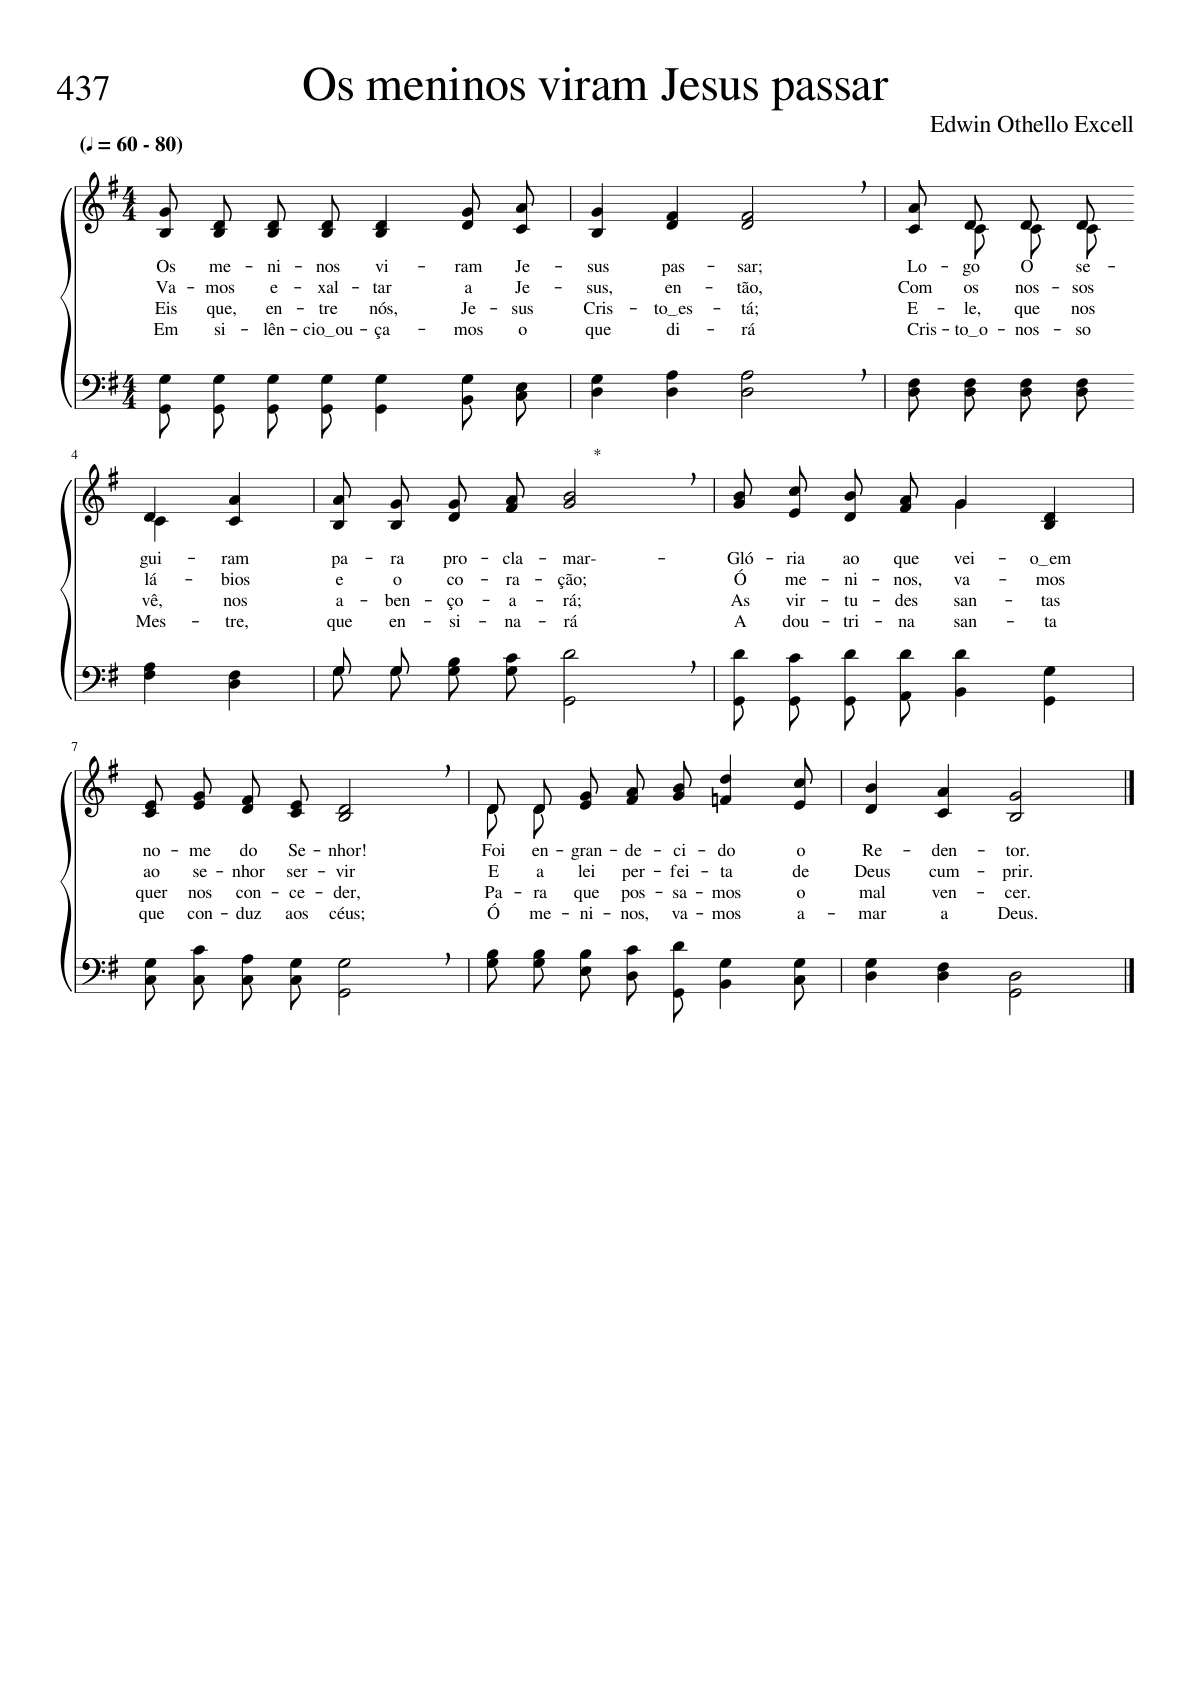 437
Os meninos viram Jesus passar
Edwin Othello Excell
(♩ = 60 - 80)
Os me - ni - nos vi - ram Je - sus pas - sar; Lo - go O se -
Va - mos e - xal - tar a Je - sus, en - tão, Com os nos - sos
Eis que, en - tre nós, Je - sus Cris - to_es - tá; E - le, que nos
Em si - lên - cio_ou - ça - mos o que di - rá Cris - to_o - nos - so
4
*
gui - ram pa - ra pro - cla - mar- - Gló - ria ao que vei - o_em
lá - bios e o co - ra - ção; Ó me - ni - nos, va - mos
vê, nos a - ben - ço - a - rá; As vir - tu - des san - tas
Mes - tre, que en - si - na - rá A dou - tri - na san - ta
7
no - me do Se - nhor! Foi en - gran - de - ci - do o Re - den - tor.
ao se - nhor ser - vir E a lei per - fei - ta de Deus cum - prir.
quer nos con - ce - der, Pa - ra que pos - sa - mos o mal ven - cer.
que con - duz aos céus; Ó me - ni - nos, va - mos a - mar a Deus.